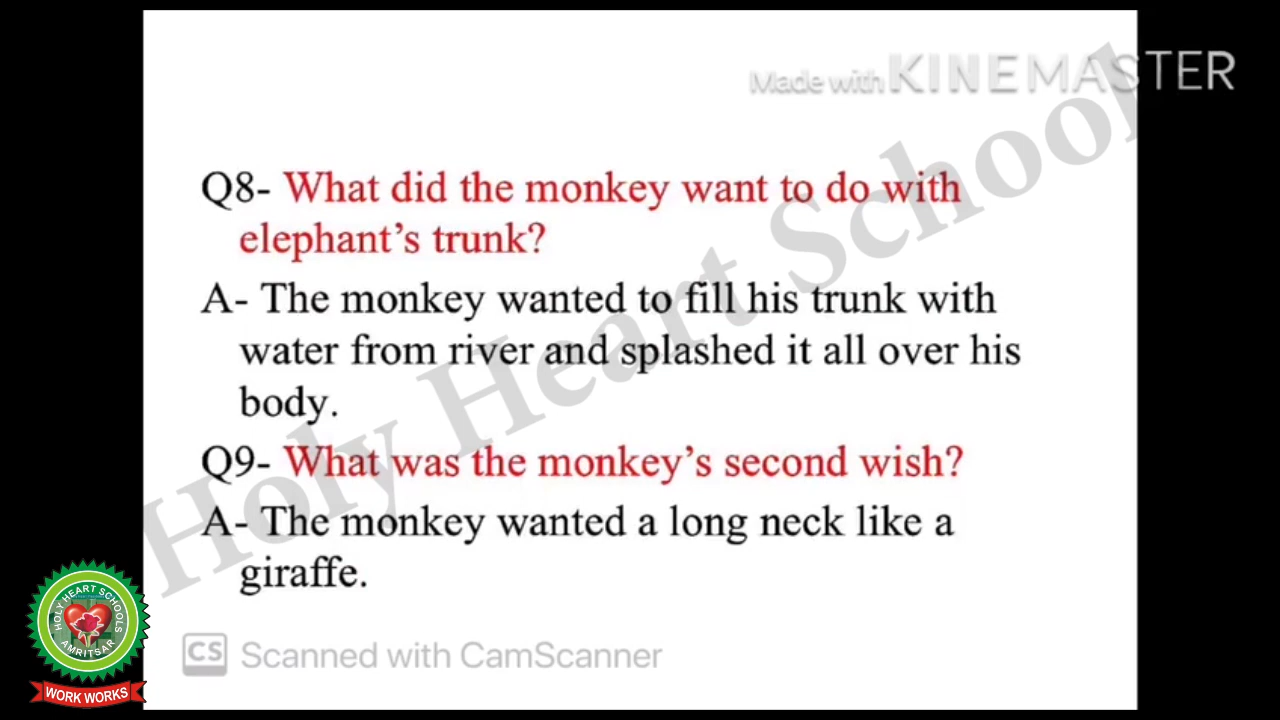 Made with KINEMASTER
Q8- What did the monkey want to do with
elephant's trunk?
A- The monkey wanted to fill his trunk with
water from river and splashed it all over his
body.
Q9- What was the monkey's second wish?
A- The monkey wanted a long neck like a
giraffe.
Holy Heart School
HOLY HEART SCHOOLS
AMRITSAR
WORK WORKS
CS Scanned with CamScanner